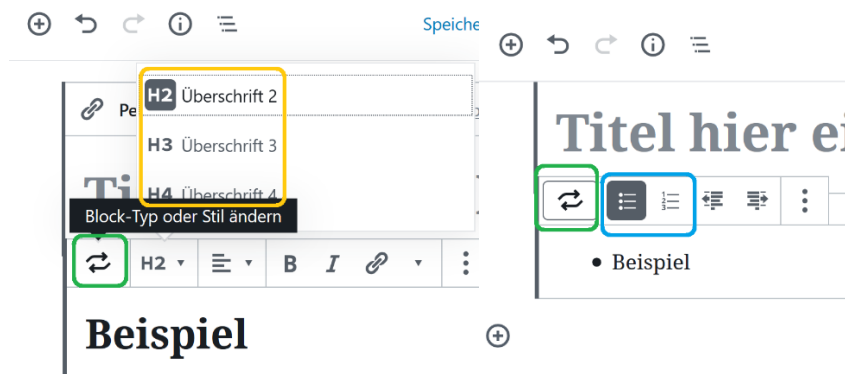 Speiche
H2 Überschrift 2
Pe
H3 Überschrift 3
H4 Überschrift 4
Ti
Block-Typ oder Stil ändern
H2
B I
Beispiel
Titel hier ei
Beispiel